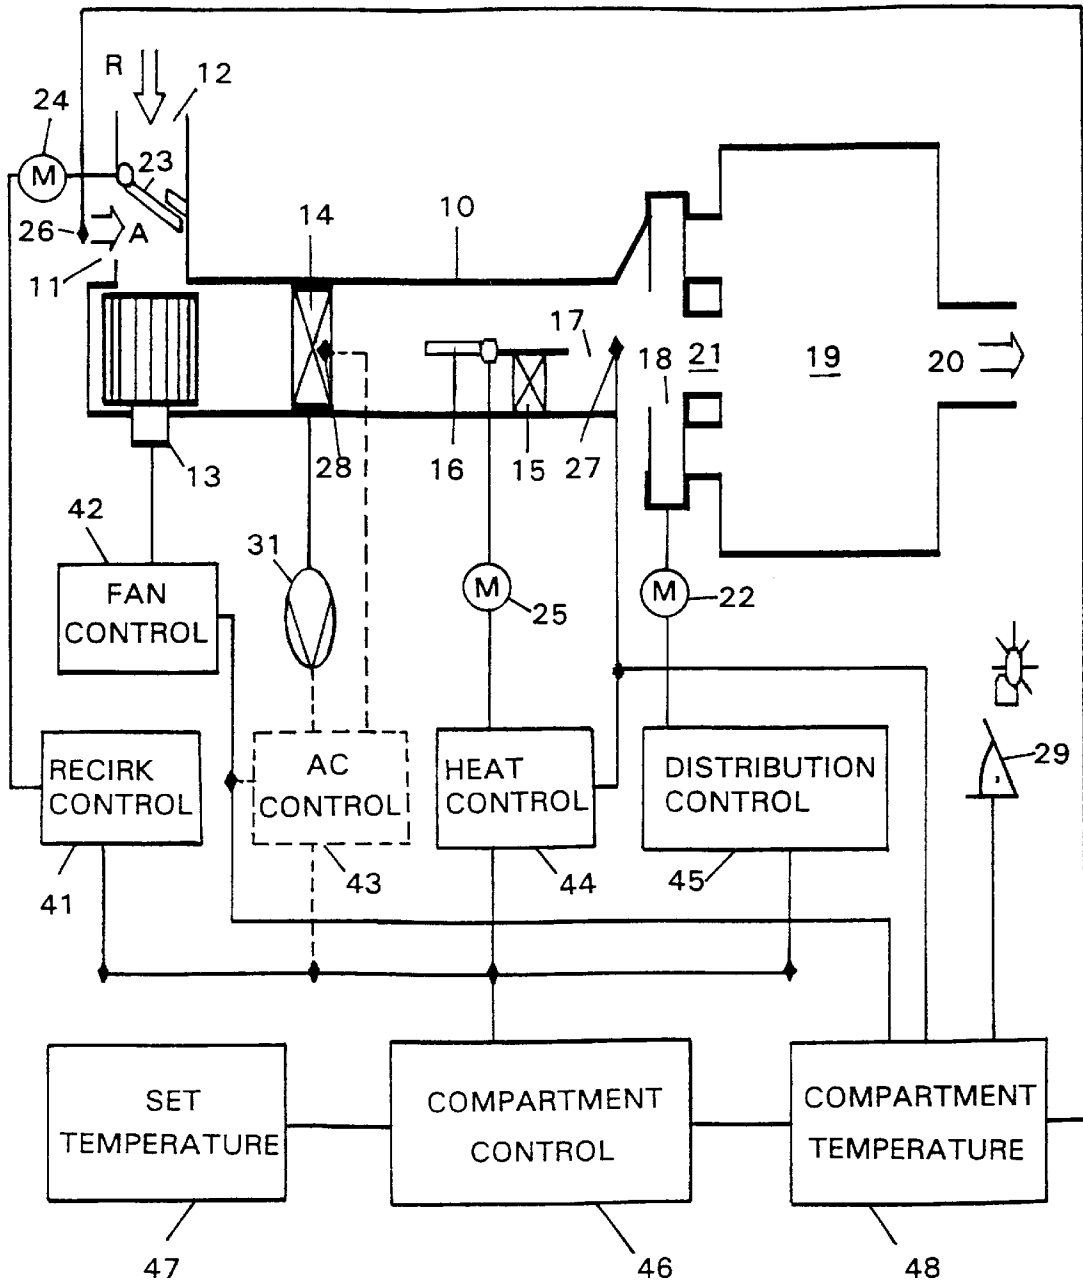 R
12
24
23
M
14
10
26
A
11
17
18
21
19
20
28
16
15
27
13
42
31
FAN
CONTROL
M
25
M
22
29
RECIRK
CONTROL
AC
CONTROL
HEAT
CONTROL
DISTRIBUTION
CONTROL
41
43
44
45
SET
TEMPERATURE
COMPARTMENT
CONTROL
COMPARTMENT
TEMPERATURE
47
46
48